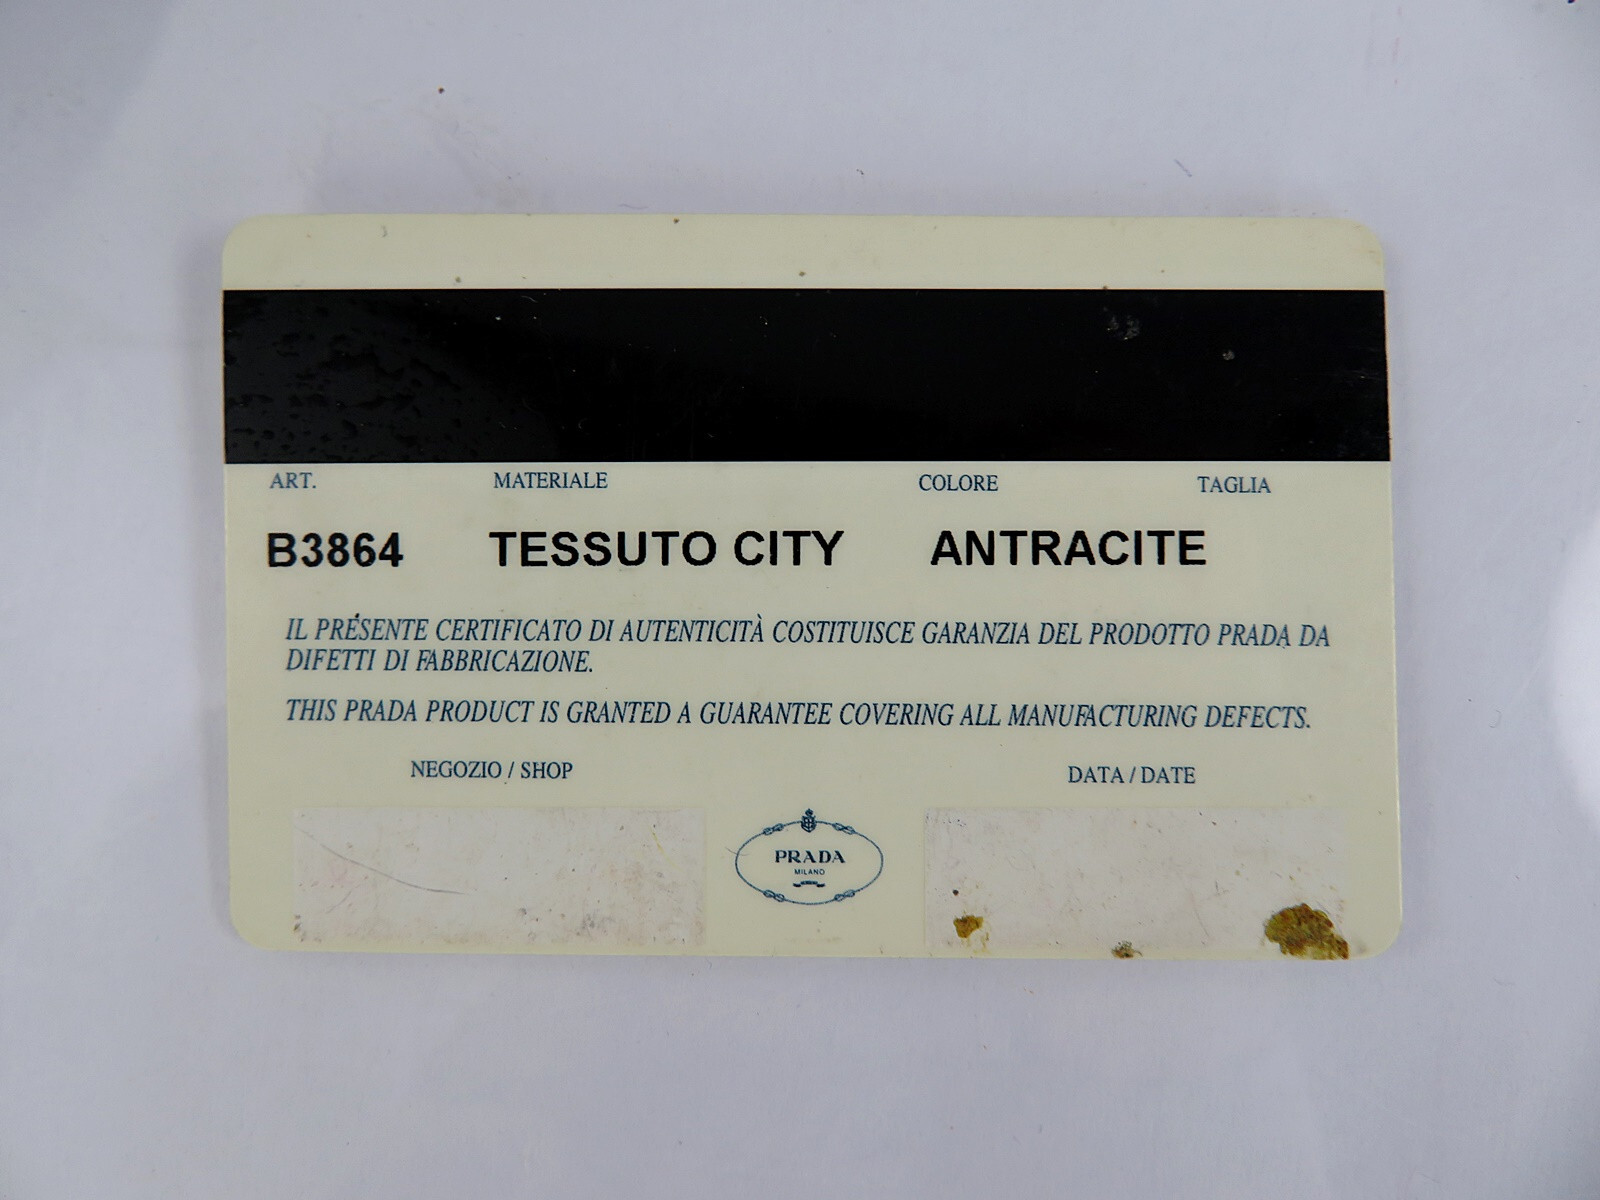 ART. MATERIALE COLORE TAGLIA
B3864 TESSUTO CITY ANTRACITE
IL PRESENTE CERTIFICATO DI AUTENTICITÀ COSTITUISCE GARANZIA DEL PRODOTTO PRADA DA
DIFETTI DI FABBRICAZIONE.
THIS PRADA PRODUCT IS GRANTED A GUARANTEE COVERING ALL MANUFACTURING DEFECTS.
NEGOZIO / SHOP DATA / DATE
PRADA
MILANO